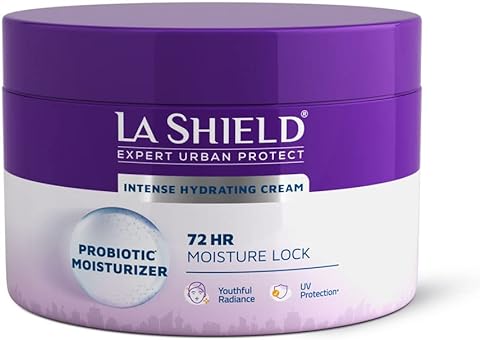 LA SHIELD®
EXPERT URBAN PROTECT
INTENSE HYDRATING CREAM
PROBIOTIC*
MOISTURIZER
72 HR
MOISTURE LOCK
Youthful
Radiance
UV
Protection*